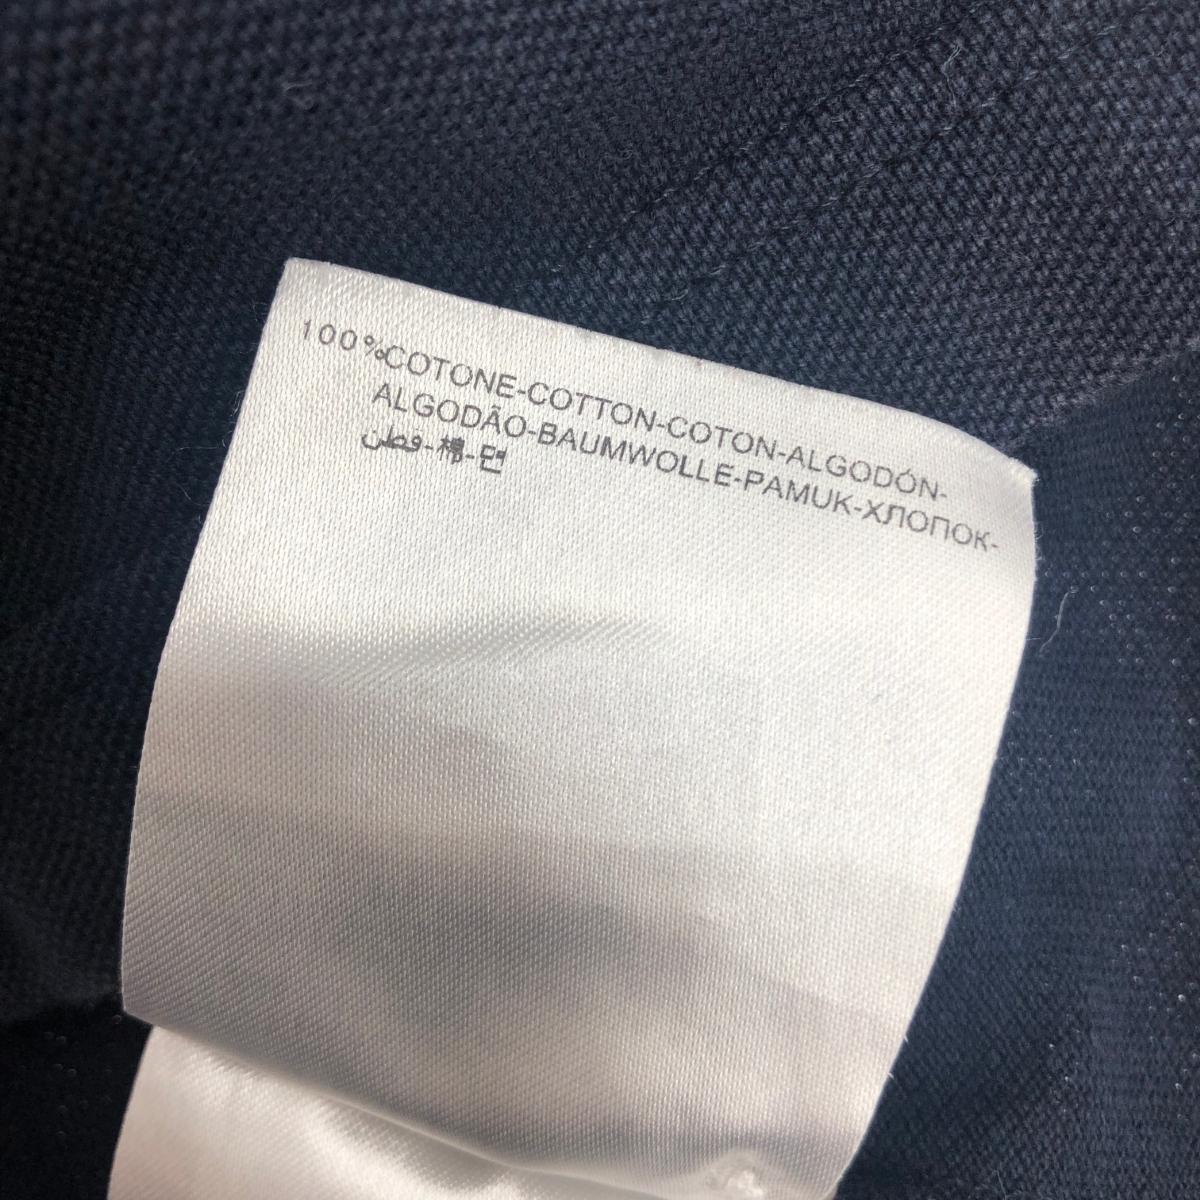 100%COTONE-COTTON-COTON-ALGODÓN-
ALGODÃO-BAUMWOLLE-PAMUK-ХЛОПОК-
قطن-棉-면